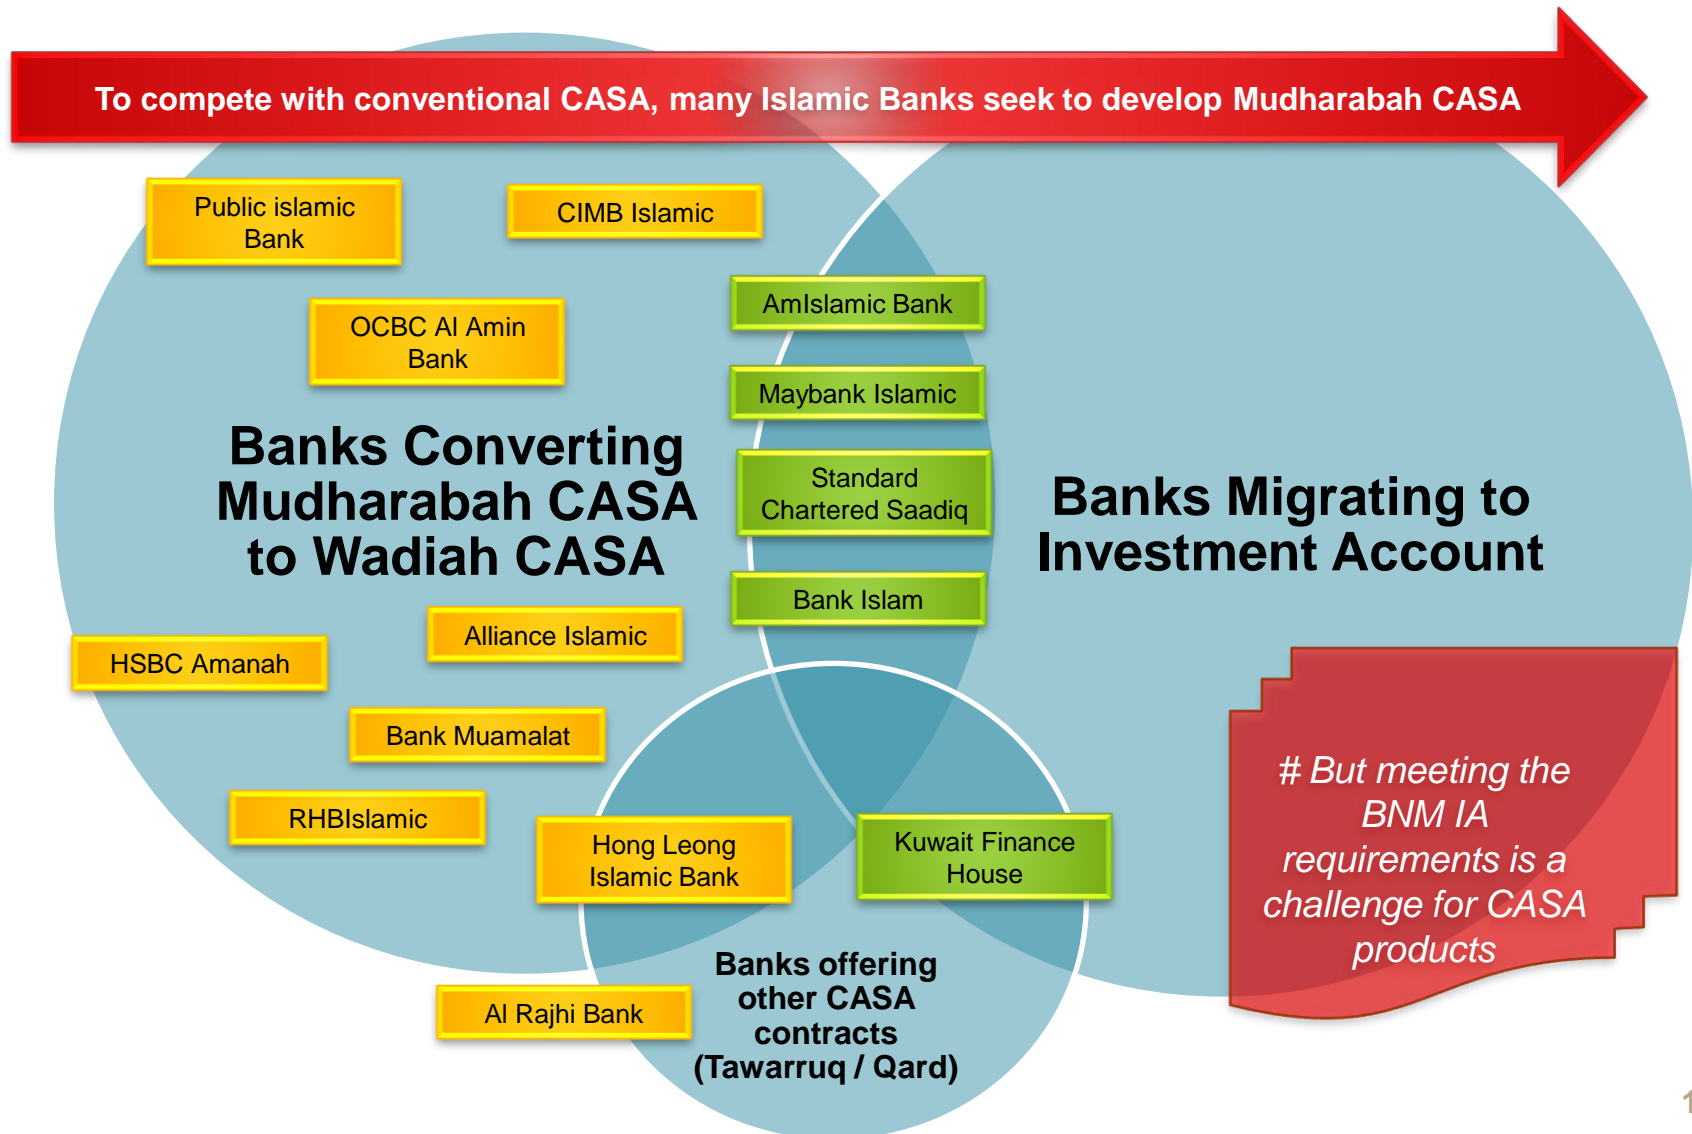 To compete with conventional CASA, many Islamic Banks seek to develop Mudharabah CASA
Public islamic
Bank
CIMB Islamic
OCBC Al Amin
Bank
AmIslamic Bank
Maybank Islamic
Standard
Chartered Saadiq
Bank Islam
Banks Converting
Mudharabah CASA
to Wadiah CASA
Banks Migrating to
Investment Account
Alliance Islamic
HSBC Amanah
Bank Muamalat
RHBIslamic
Hong Leong
Islamic Bank
Kuwait Finance
House
# But meeting the
BNM IA
requirements is a
challenge for CASA
products
Banks offering
other CASA
contracts
(Tawarruq / Qard)
Al Rajhi Bank
1